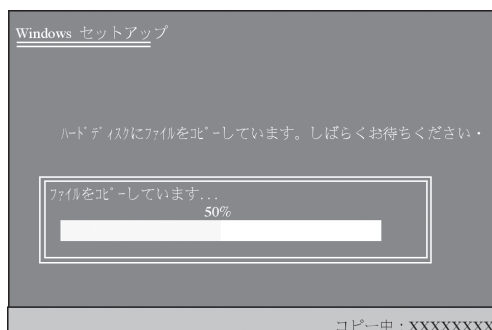 Windows セットアップ
ﾊｰﾄﾞﾃﾞｨｽｸにﾌｧｲﾙをｺﾋﾟｰしています。しばらくお待ちください・
ﾌｧｲﾙをｺﾋﾟｰしています...
50%
コピー中・XXXXXXXX